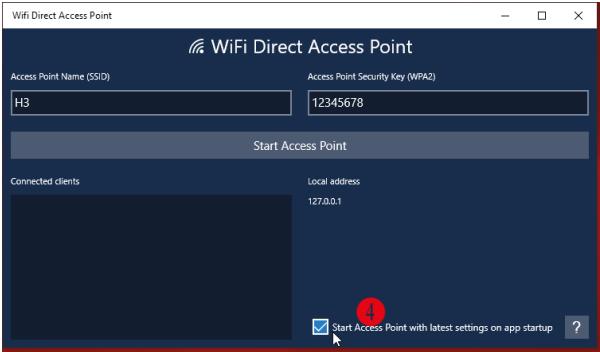 Wifi Direct Access Point
WiFi Direct Access Point
Access Point Name (SSID)
Access Point Security Key (WPA2)
H3
12345678
Start Access Point
Connected clients
Local address
127.0.0.1
4
Start Access Point with latest settings on app startup
?